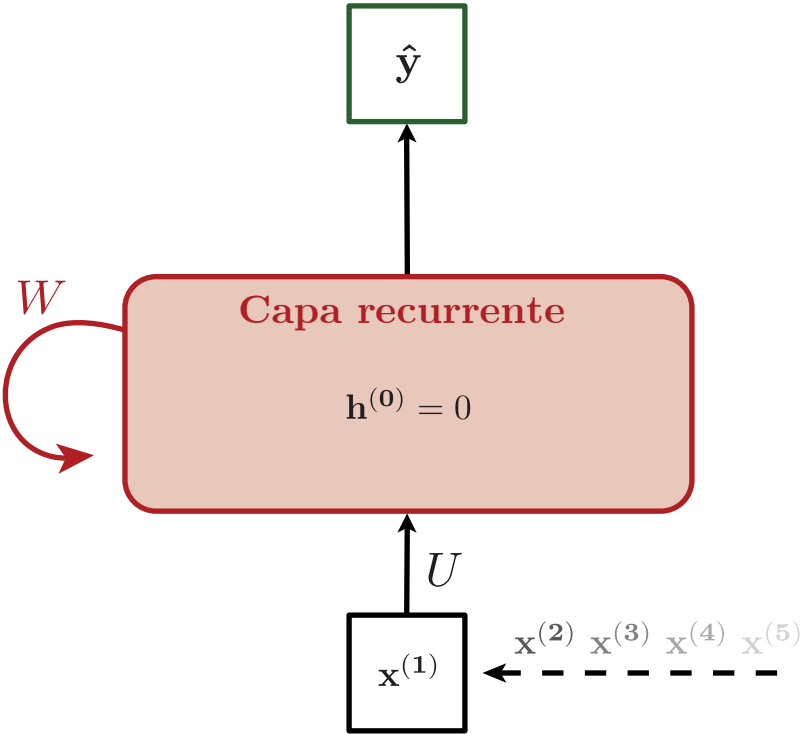 ŷ
W
Capa recurrente
h⁽⁰⁾ = 0
U
x⁽²⁾ x⁽³⁾ x⁽⁴⁾ x⁽⁵⁾
x⁽¹⁾